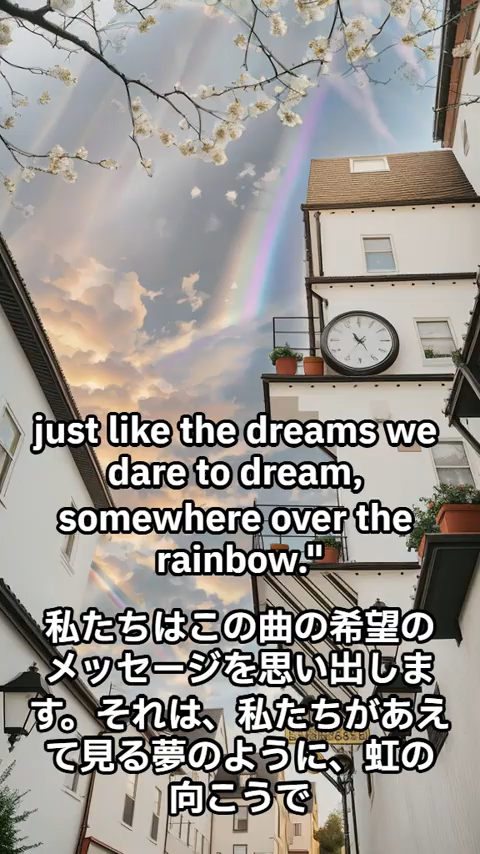 just like the dreams we
dare to dream,
somewhere over the
rainbow."
私たちはこの曲の希望の
メッセージを思い出しま
す。それは、私たちがあえ
て見る夢のように、虹の
向こうで